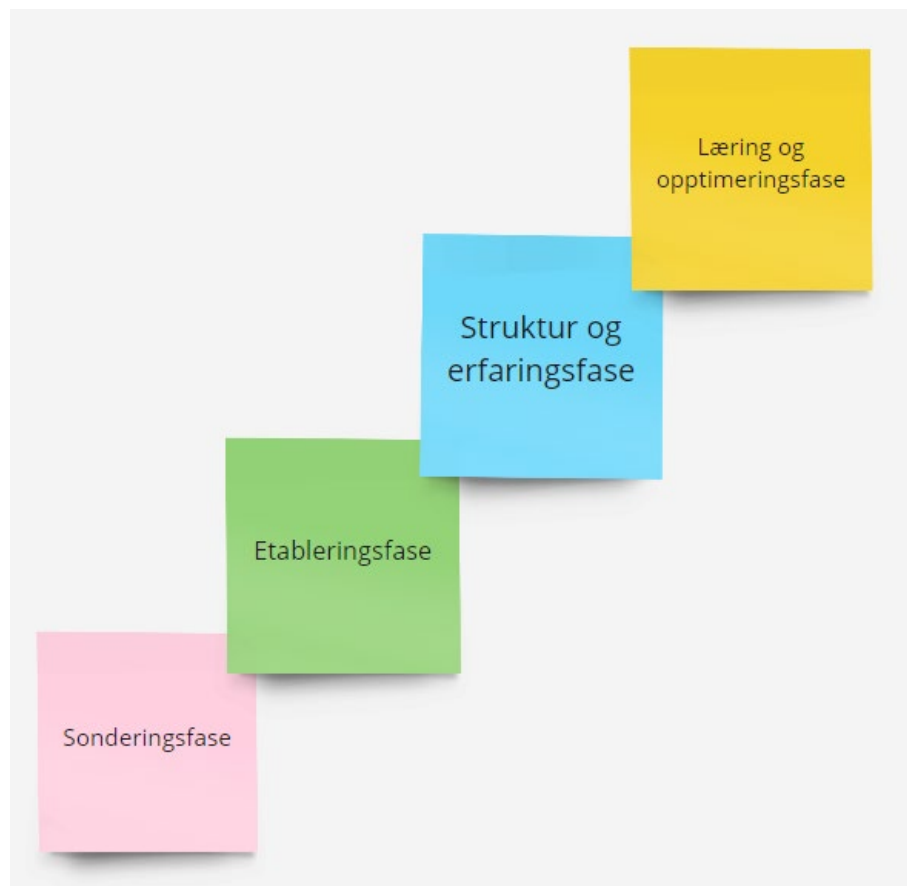 Læring og
opptimeringsfase
Struktur og
erfaringsfase
Etableringsfase
Sonderingsfase